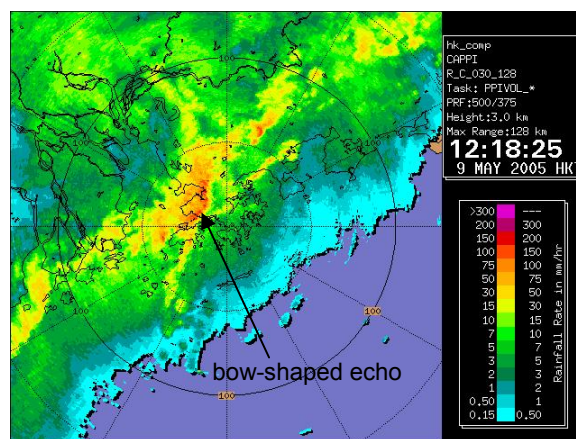 hk_comp
CAPPI
R_C_030_128
Task: PPIVOL_*
PRF:500/375
Height:3.0 km
Max Range:128 km
12:18:25
9 MAY 2005 HKT
100
100
100
100
100
bow-shaped echo
>300 ---
200 300
150 200
100 150
75 100
50 75
30 50
15 30
10 15
7 10
5 7
3 5
2 3
1 2
0.50 1
0.15 0.50
Rainfall Rate in mm/hr